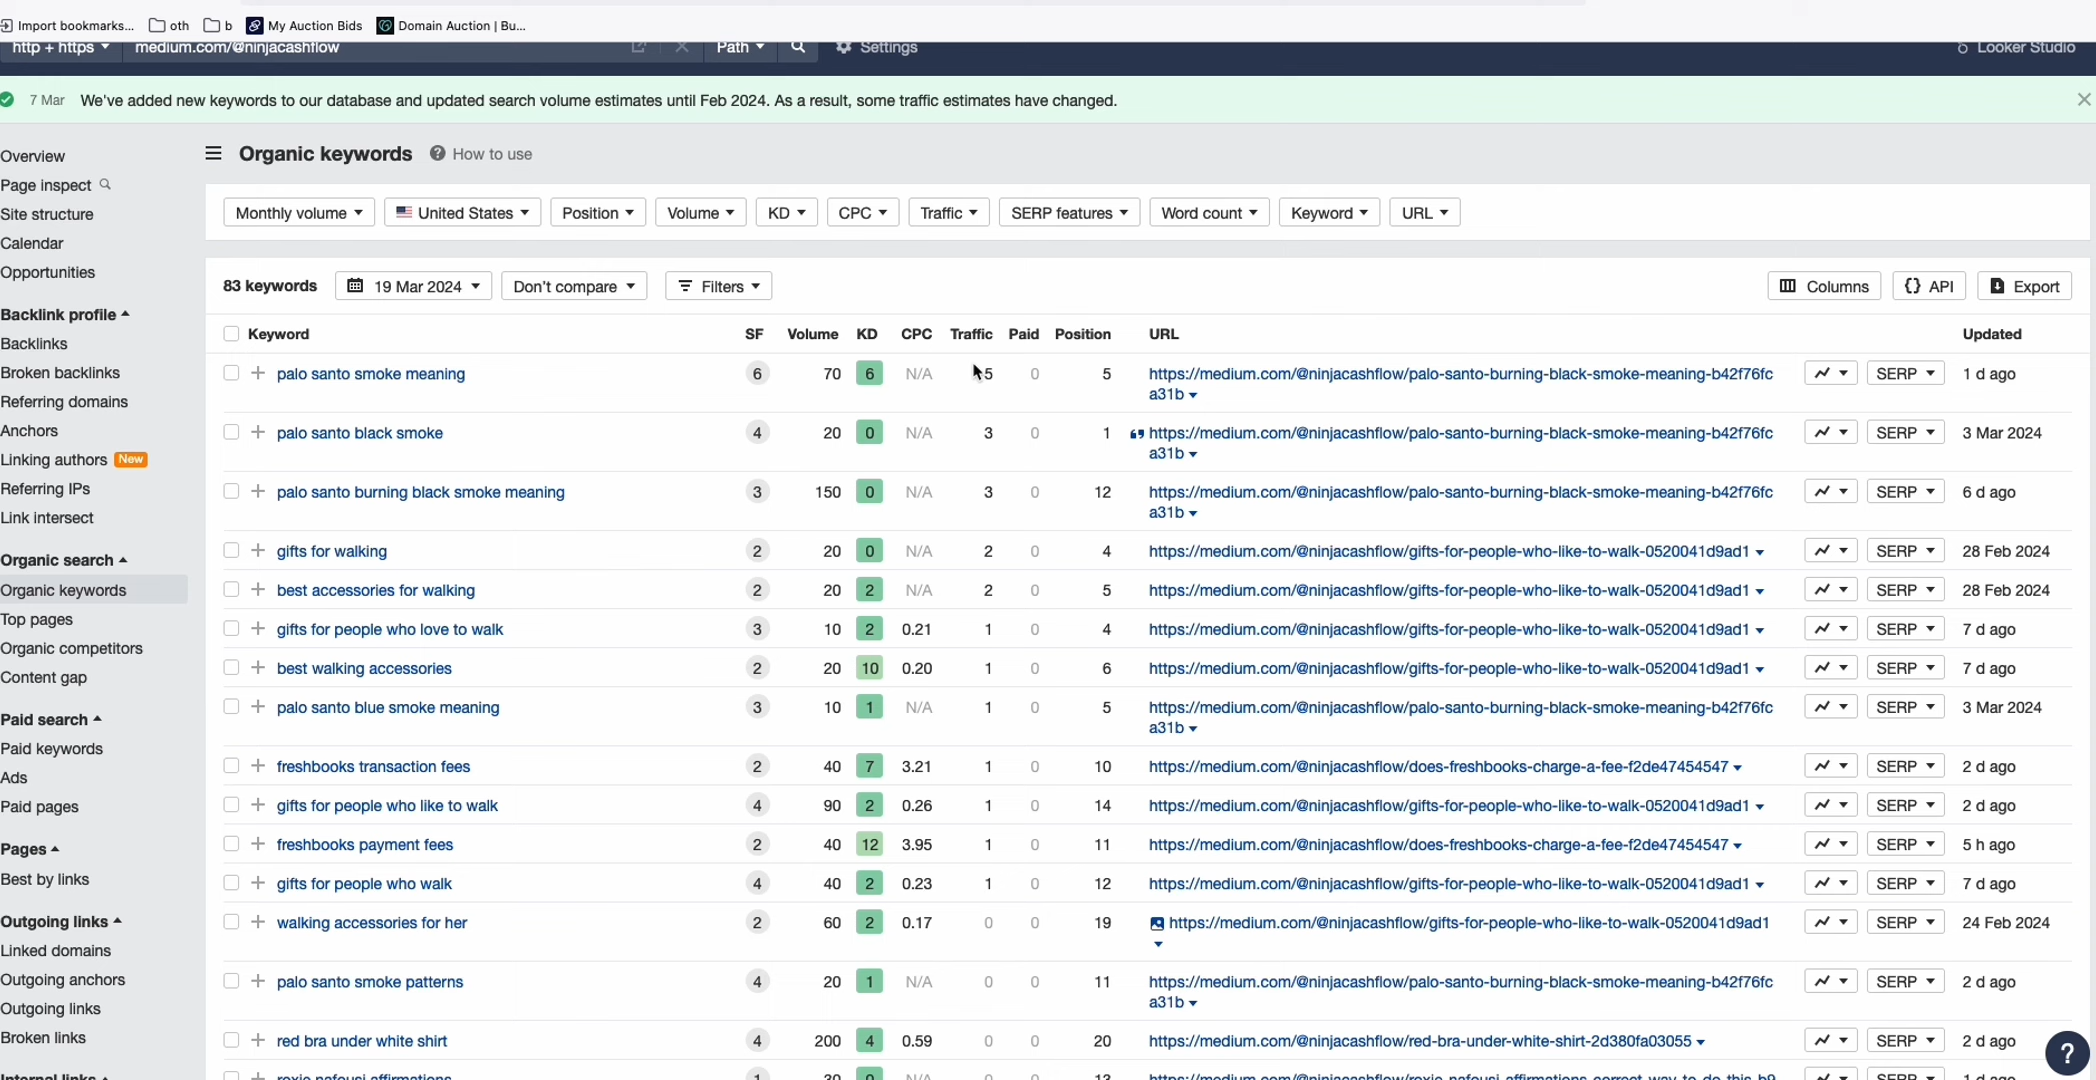 Import bookmarks... oth b My Auction Bids Domain Auction | Bu...
http + https medium.com/@ninjacashflow Path Settings Looker Studio
7 Mar We've added new keywords to our database and updated search volume estimates until Feb 2024. As a result, some traffic estimates have changed.
Overview
Page inspect
Site structure
Calendar
Opportunities
Backlink profile
Backlinks
Broken backlinks
Referring domains
Anchors
Linking authors New
Referring IPs
Link intersect
Organic search
Organic keywords
Top pages
Organic competitors
Content gap
Paid search
Paid keywords
Ads
Paid pages
Pages
Best by links
Outgoing links
Linked domains
Outgoing anchors
Outgoing links
Broken links
Internal links
Organic keywords ? How to use
Monthly volume United States Position Volume KD CPC Traffic SERP features Word count Keyword URL
83 keywords 19 Mar 2024 Don't compare Filters Columns {} API Export
Keyword SF Volume KD CPC Traffic Paid Position URL Updated
palo santo smoke meaning 6 70 6 N/A 5 0 5 https://medium.com/@ninjacashflow/palo-santo-burning-black-smoke-meaning-b42f76fc SERP 1 d ago
a31b
palo santo black smoke 4 20 0 N/A 3 0 1 https://medium.com/@ninjacashflow/palo-santo-burning-black-smoke-meaning-b42f76fc SERP 3 Mar 2024
a31b
palo santo burning black smoke meaning 3 150 0 N/A 3 0 12 https://medium.com/@ninjacashflow/palo-santo-burning-black-smoke-meaning-b42f76fc SERP 6 d ago
a31b
gifts for walking 2 20 0 N/A 2 0 4 https://medium.com/@ninjacashflow/gifts-for-people-who-like-to-walk-0520041d9ad1 SERP 28 Feb 2024
best accessories for walking 2 20 2 N/A 2 0 5 https://medium.com/@ninjacashflow/gifts-for-people-who-like-to-walk-0520041d9ad1 SERP 28 Feb 2024
gifts for people who love to walk 3 10 2 0.21 1 0 4 https://medium.com/@ninjacashflow/gifts-for-people-who-like-to-walk-0520041d9ad1 SERP 7 d ago
best walking accessories 2 20 10 0.20 1 0 6 https://medium.com/@ninjacashflow/gifts-for-people-who-like-to-walk-0520041d9ad1 SERP 7 d ago
palo santo blue smoke meaning 3 10 1 N/A 1 0 5 https://medium.com/@ninjacashflow/palo-santo-burning-black-smoke-meaning-b42f76fc SERP 3 Mar 2024
a31b
freshbooks transaction fees 2 40 7 3.21 1 0 10 https://medium.com/@ninjacashflow/does-freshbooks-charge-a-fee-f2de47454547 SERP 2 d ago
gifts for people who like to walk 4 90 2 0.26 1 0 14 https://medium.com/@ninjacashflow/gifts-for-people-who-like-to-walk-0520041d9ad1 SERP 2 d ago
freshbooks payment fees 2 40 12 3.95 1 0 11 https://medium.com/@ninjacashflow/does-freshbooks-charge-a-fee-f2de47454547 SERP 5 h ago
gifts for people who walk 4 40 2 0.23 1 0 12 https://medium.com/@ninjacashflow/gifts-for-people-who-like-to-walk-0520041d9ad1 SERP 7 d ago
walking accessories for her 2 60 2 0.17 0 0 19 https://medium.com/@ninjacashflow/gifts-for-people-who-like-to-walk-0520041d9ad1 SERP 24 Feb 2024
palo santo smoke patterns 4 20 1 N/A 0 0 11 https://medium.com/@ninjacashflow/palo-santo-burning-black-smoke-meaning-b42f76fc SERP 2 d ago
a31b
red bra under white shirt 4 200 4 0.59 0 0 20 https://medium.com/@ninjacashflow/red-bra-under-white-shirt-2d380fa03055 SERP 2 d ago
?